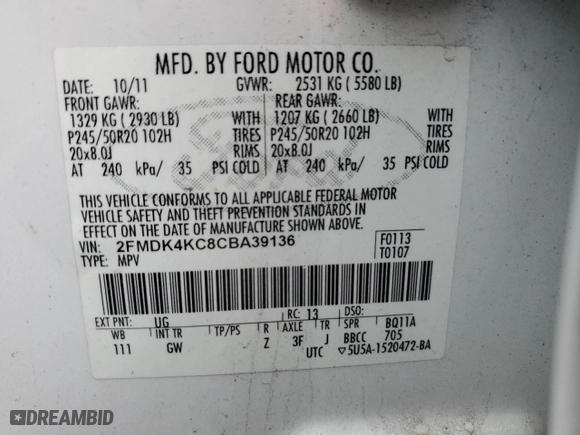 MFD. BY FORD MOTOR CO.
DATE: 10/11 GVWR: 2531 KG ( 5580 LB)
FRONT GAWR: REAR GAWR:
1329 KG ( 2930 LB) WITH 1207 KG ( 2660 LB) WITH
P245/50R20 102H TIRES P245/50R20 102H TIRES
20x8.0J RIMS 20x8.0J RIMS
AT 240 kPa/ 35 PSI COLD AT 240 kPa/ 35 PSI COLD
THIS VEHICLE CONFORMS TO ALL APPLICABLE FEDERAL MOTOR
VEHICLE SAFETY AND THEFT PREVENTION STANDARDS IN
EFFECT ON THE DATE OF MANUFACTURE SHOWN ABOVE.
VIN: 2FMDK4KC8CBA39136 F0113
TYPE: MPV T0107
EXT PNT: UG RC: 13 DSO:
WB INT TR TP/PS R AXLE TR SPR BQ11A
111 GW Z 3F J BBCC 705
UTC ▽5U5A-1520472-BA
DREAMBID